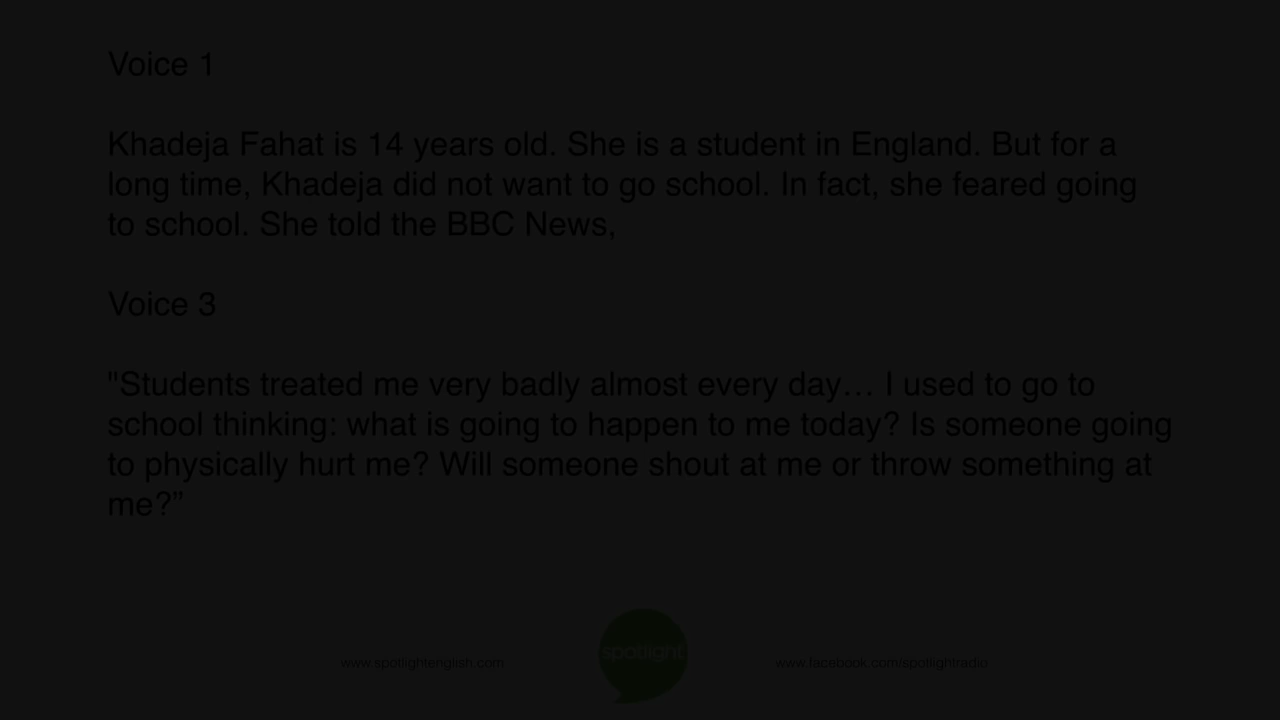 Voice 1
Khadeja Fahat is 14 years old. She is a student in England. But for a
long time, Khadeja did not want to go school. In fact, she feared going
to school. She told the BBC News,
Voice 3
"Students treated me very badly almost every day… I used to go to
school thinking: what is going to happen to me today? Is someone going
to physically hurt me? Will someone shout at me or throw something at
me?”
spotlight
www.spotlightenglish.com
www.facebook.com/spotlightradio